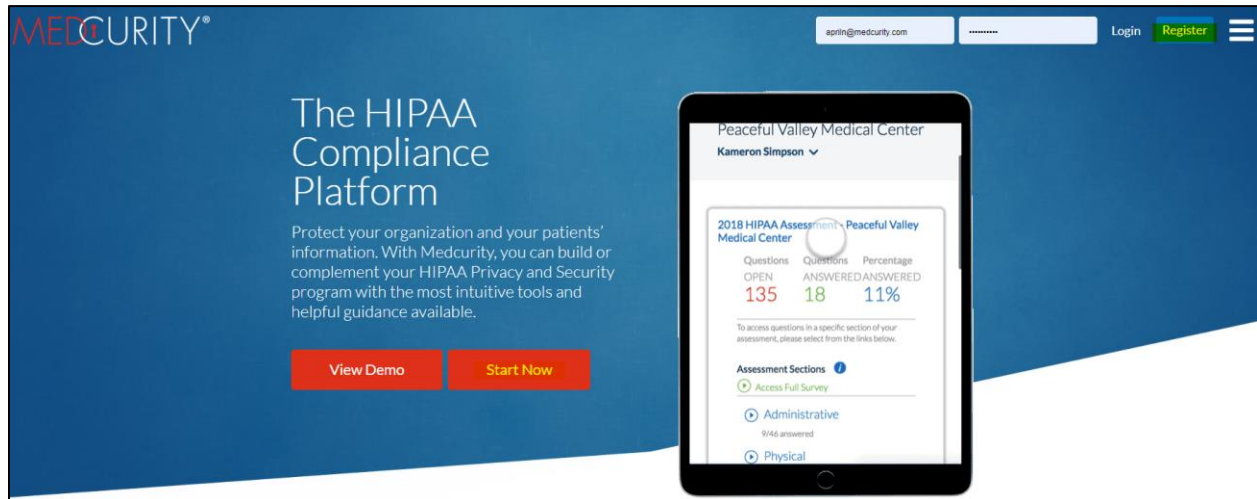 MEDCURITY®
apriln@medcurity.com
Login Register
The HIPAA
Compliance
Platform
Protect your organization and your patients'
information. With Medcurity, you can build or
complement your HIPAA Privacy and Security
program with the most intuitive tools and
helpful guidance available.
View Demo Start Now
Peaceful Valley Medical Center
Kameron Simpson
2018 HIPAA Assessment - Peaceful Valley
Medical Center
Questions Questions Percentage
OPEN ANSWERED ANSWERED
135 18 11%
To access questions in a specific section of your
assessment, please select from the links below.
Assessment Sections i
Access Full Survey
Administrative
9/46 answered
Physical